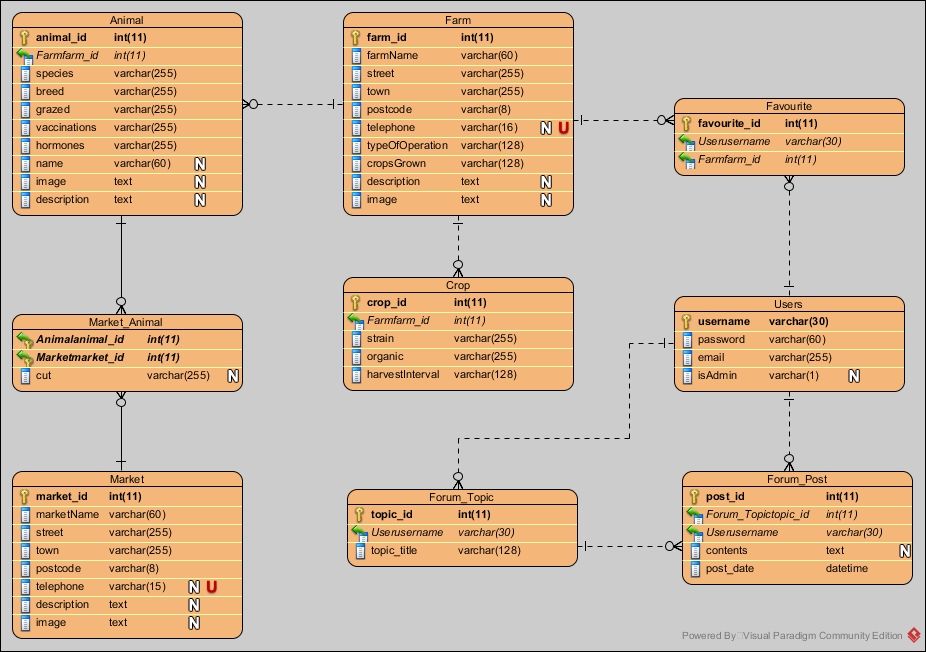 Animal
animal_id int(11)
Farmfarm_id int(11)
species varchar(255)
breed varchar(255)
grazed varchar(255)
vaccinations varchar(255)
hormones varchar(255)
name varchar(60) N
image text N
description text N
Farm
farm_id int(11)
farmName varchar(60)
street varchar(255)
town varchar(255)
postcode varchar(8)
telephone varchar(16) N U
typeOfOperation varchar(128)
cropsGrown varchar(128)
description text N
image text N
Favourite
favourite_id int(11)
Userusername varchar(30)
Farmfarm_id int(11)
Crop
crop_id int(11)
Farmfarm_id int(11)
strain varchar(255)
organic varchar(255)
harvestInterval varchar(128)
Users
username varchar(30)
password varchar(60)
email varchar(255)
isAdmin varchar(1) N
Market_Animal
Animalanimal_id int(11)
Marketmarket_id int(11)
cut varchar(255) N
Market
market_id int(11)
marketName varchar(60)
street varchar(255)
town varchar(255)
postcode varchar(8)
telephone varchar(15) N U
description text N
image text N
Forum_Topic
topic_id int(11)
Userusername varchar(30)
topic_title varchar(128)
Forum_Post
post_id int(11)
Forum_Topictopic_id int(11)
Userusername varchar(30)
contents text N
post_date datetime
Powered By Visual Paradigm Community Edition